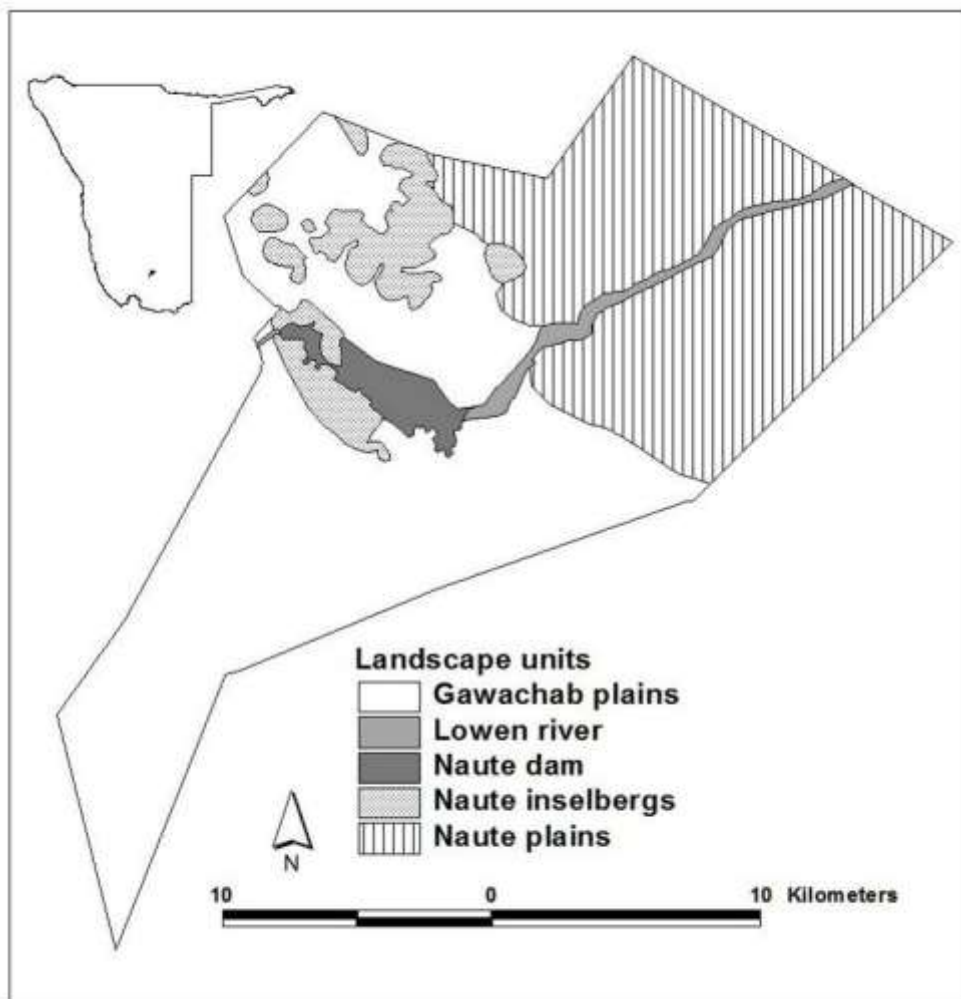 Landscape units
Gawachab plains
Lowen river
Naute dam
Naute inselbergs
Naute plains
N
10 0 10 Kilometers